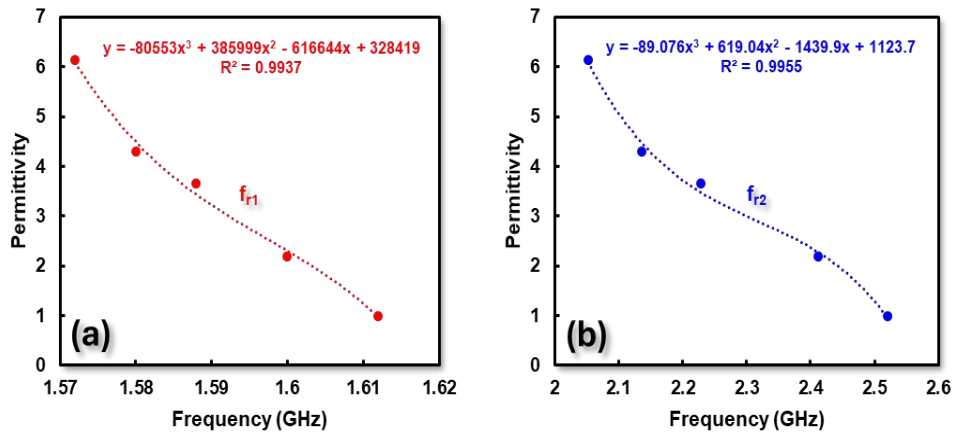 7
6
5
4
3
2
1
0
Permittivity
y = -80553x³ + 385999x² - 616644x + 328419
R² = 0.9937
fr1
(a)
1.57 1.58 1.59 1.6 1.61 1.62
Frequency (GHz)
7
6
5
4
3
2
1
0
Permittivity
y = -89.076x³ + 619.04x² - 1439.9x + 1123.7
R² = 0.9955
fr2
(b)
2 2.1 2.2 2.3 2.4 2.5 2.6
Frequency (GHz)